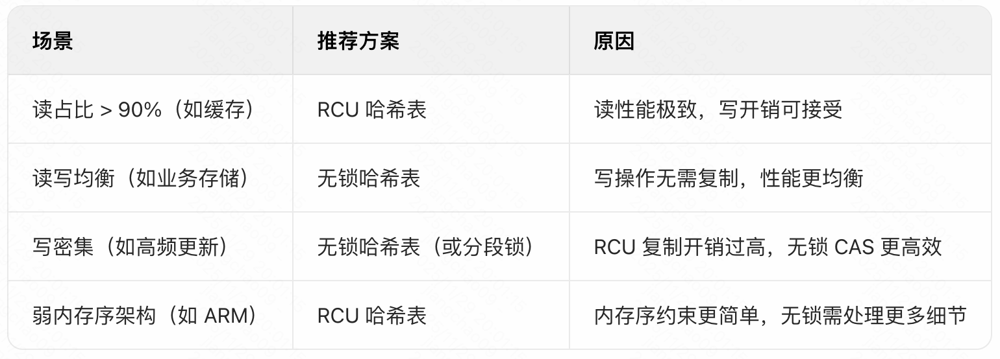 场景 推荐方案 原因
读占比 > 90%（如缓存） RCU 哈希表 读性能极致，写开销可接受
读写均衡（如业务存储） 无锁哈希表 写操作无需复制，性能更均衡
写密集（如高频更新） 无锁哈希表（或分段锁） RCU 复制开销过高，无锁 CAS 更高效
弱内存序架构（如 ARM） RCU 哈希表 内存序约束更简单，无锁需处理更多细节